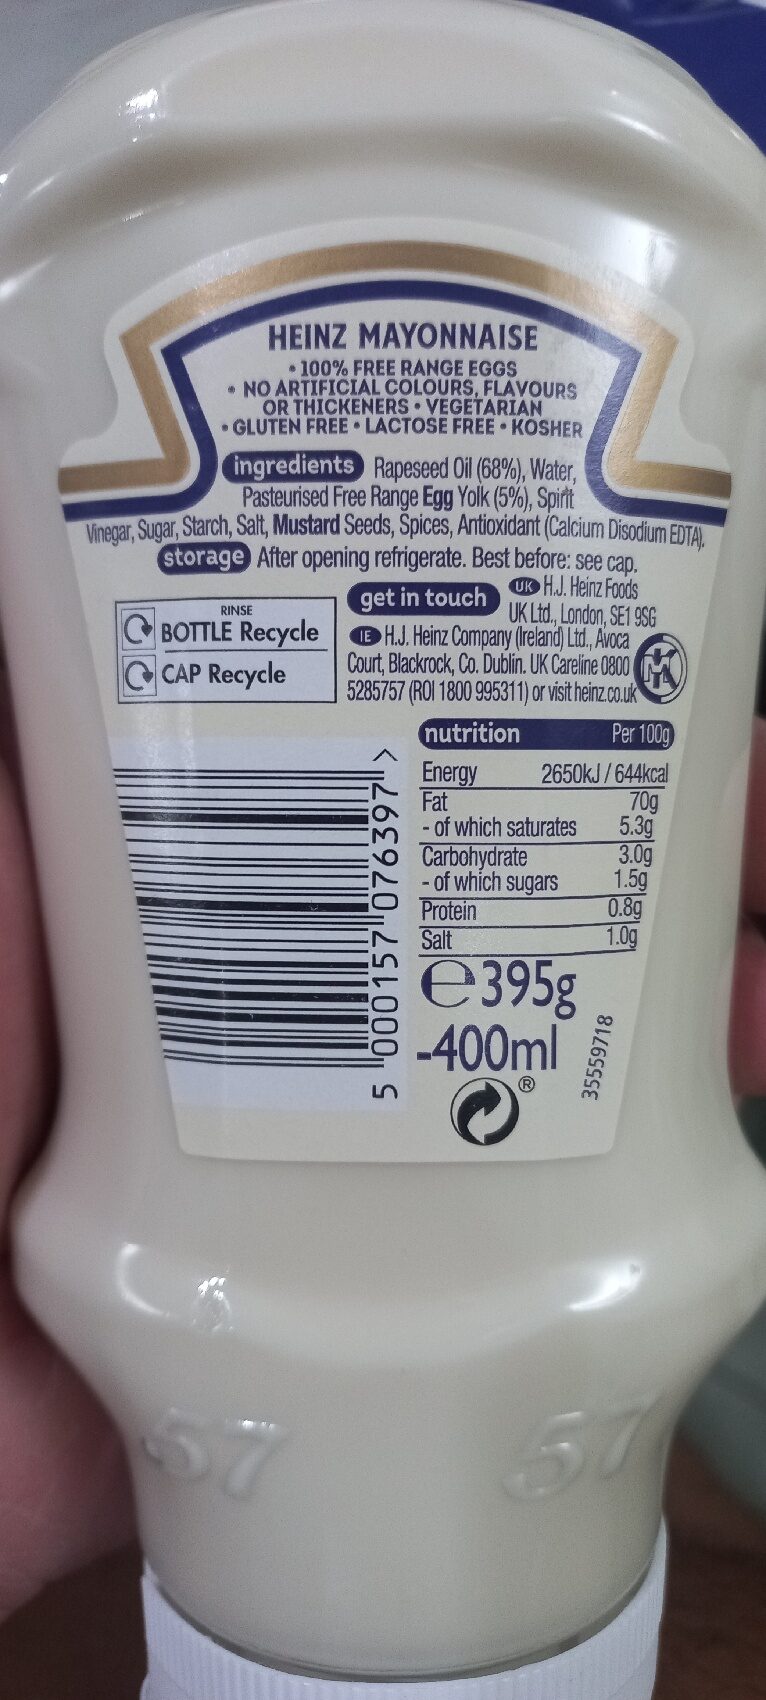 HEINZ MAYONNAISE
• 100% FREE RANGE EGGS
• NO ARTIFICIAL COLOURS, FLAVOURS
OR THICKENERS • VEGETARIAN
• GLUTEN FREE • LACTOSE FREE • KOSHER
ingredients Rapeseed Oil (68%), Water,
Pasteurised Free Range Egg Yolk (5%), Spirit
Vinegar, Sugar, Starch, Salt, Mustard Seeds, Spices, Antioxidant (Calcium Disodium EDTA).
storage After opening refrigerate. Best before: see cap.
RINSE
BOTTLE Recycle
CAP Recycle
get in touch UK H.J. Heinz Foods
UK Ltd., London, SE1 9SG
IE H.J. Heinz Company (Ireland) Ltd., Avoca
Court, Blackrock, Co. Dublin. UK Careline 0800
5285757 (ROI 1800 995311) or visit heinz.co.uk
KMD
nutrition Per 100g
Energy 2650kJ / 644kcal
Fat 70g
- of which saturates 5.3g
Carbohydrate 3.0g
- of which sugars 1.5g
Protein 0.8g
Salt 1.0g
e395g
-400ml
®
5 000157 076397 >
35559718
57 57